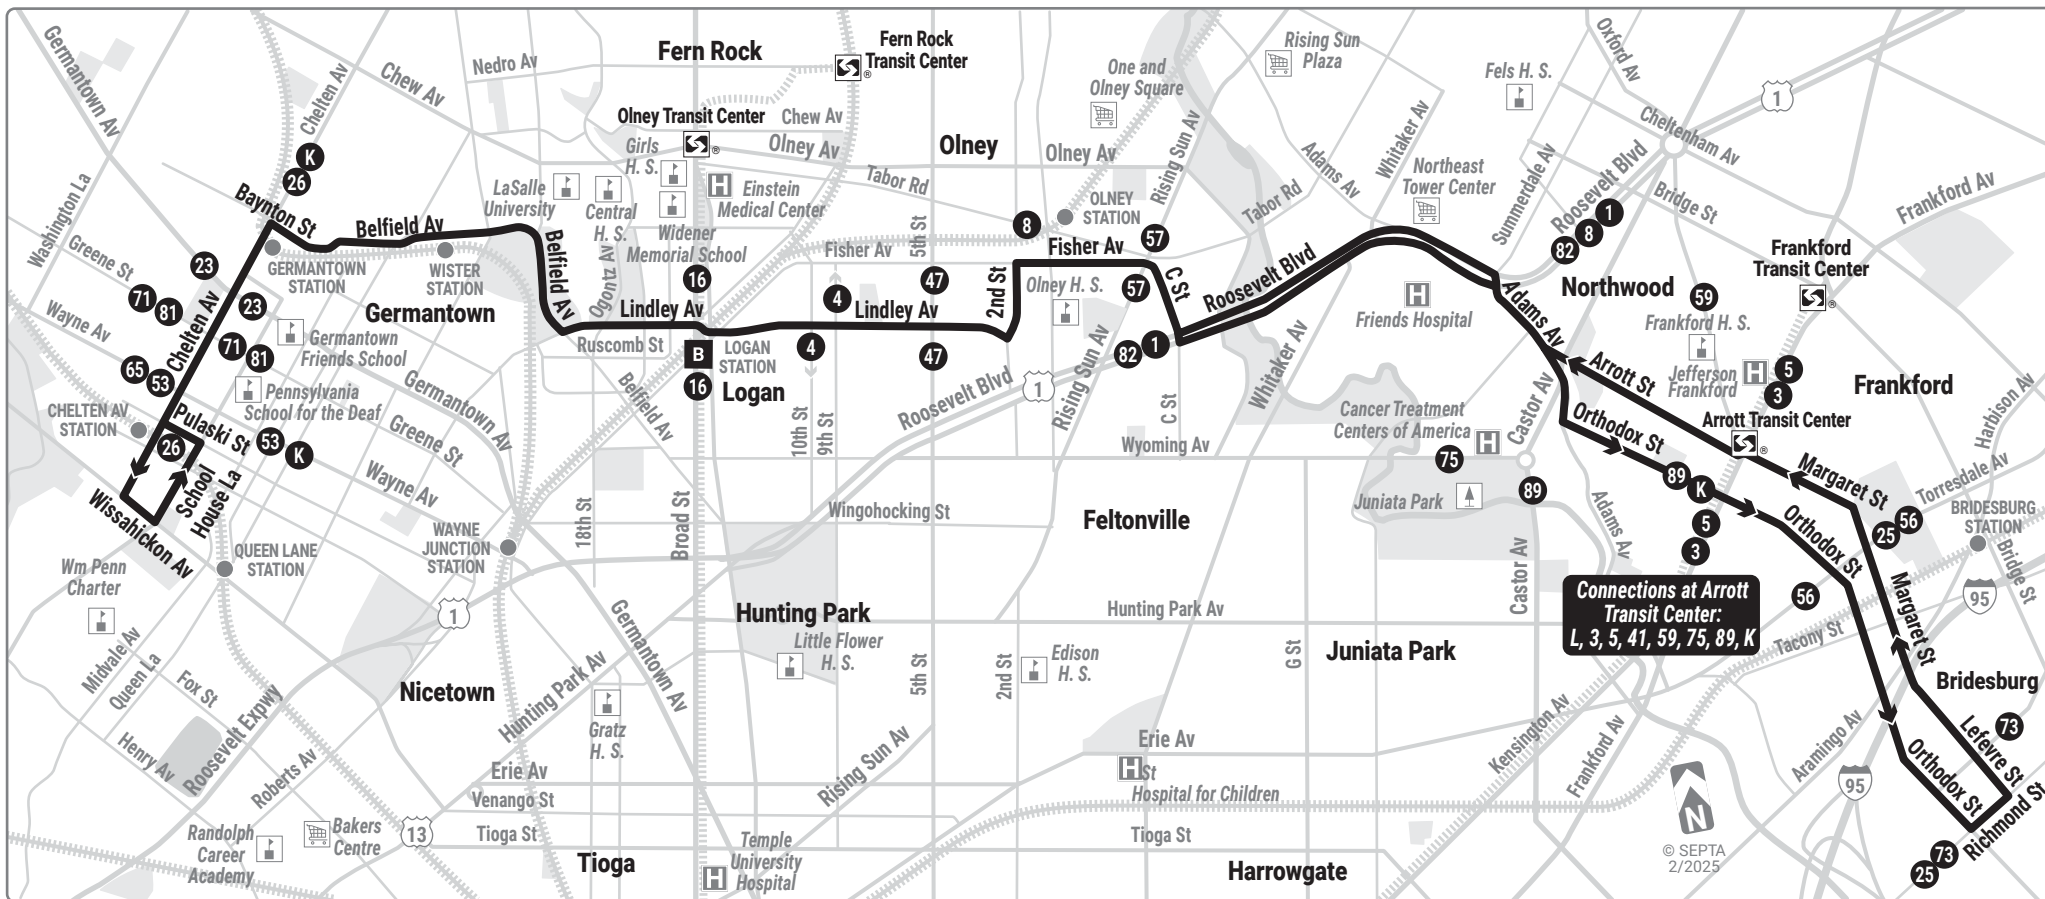 Germantown Av
Chelten Av
Chew Av
Nedro Av
Fern Rock
Fern Rock
Transit Center
®
Olney Transit Center
®
Chew Av
Olney Av
Olney
Olney Av
One and
Olney Square
Rising Sun
Plaza
Rising Sun Av
Whitaker Av
Adams Av
Fels H. S.
Oxford Av
1
Cheltenham Av
Washington La
K
26
Girls
H. S.
LaSalle
University
Central
H. S.
Widener
Memorial School
Einstein
Medical Center
H
Tabor Rd
5th St
8
OLNEY
STATION
57
Tabor Rd
Northeast
Tower Center
Summerdale Av
Roosevelt Blvd
1
8
82
Bridge St
Frankford Av
Baynton St
Belfield Av
Belfield Av
Greene St
23
GERMANTOWN
STATION
WISTER
STATION
Fisher Av
Fisher Av
Frankford
Transit Center
®
71
81
Chelten Av
23
Germantown
Ogontz Av
16
Lindley Av
4
Lindley Av
47
2nd St
Olney H. S.
57
C St
Roosevelt Blvd
Friends Hospital
H
Northwood
59
Frankford H. S.
Adams Av
Wayne Av
71
81
Germantown
Friends School
Ruscomb St
B
LOGAN
STATION
16
Logan
4
47
82
1
65
53
Pennsylvania
School for the Deaf
Germantown Av
Belfield Av
10th St
9th St
Roosevelt Blvd
1
Rising Sun Av
C St
Whitaker Av
Arrott St
Jefferson
Frankford
H
5
3
Frankford
CHELTEN AV
STATION
Pulaski St
26
53
K
Greene St
Wayne Av
Wyoming Av
Cancer Treatment
Centers of America
H
75
Castor Av
Orthodox St
Arrott Transit Center
®
Harbison Av
School
House La
Wissahickon Av
Broad St
18th St
Wingohocking St
Feltonville
Juniata Park
89
Adams Av
89
K
5
3
Margaret St
Torresdale Av
56
25
BRIDESBURG
STATION
Wm Penn
Charter
QUEEN LANE
STATION
WAYNE
JUNCTION
STATION
1
Castor Av
Orthodox St
Bridge St
95
Hunting Park
Hunting Park Av
Connections at Arrott
Transit Center:
L, 3, 5, 41, 59, 75, 89, K
56
Tacony St
Margaret St
Midvale Av
Queen La
Fox St
Nicetown
Hunting Park Av
Germantown Av
Little Flower
H. S.
5th St
2nd St
Edison
H. S.
G St
Juniata Park
Bridesburg
Henry Av
Roosevelt Expwy
Roberts Av
Gratz
H. S.
Erie Av
Venango St
Rising Sun Av
Erie Av
H
St
Hospital for Children
Kensington Av
Frankford Av
Aramingo Av
95
Orthodox St
Lefevre St
73
Richmond St
N
Randolph
Career
Academy
Bakers
Centre
13
Tioga St
Tioga
Temple
University
Hospital
H
Tioga St
Harrowgate
© SEPTA
2/2025
73
25